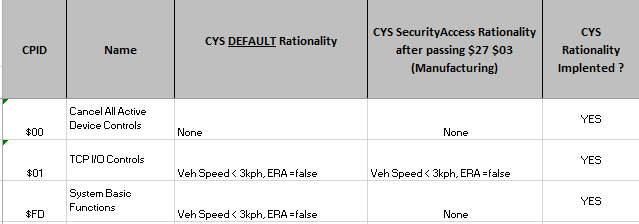 CPID
Name
CYS DEFAULT Rationality
CYS SecurityAccess Rationality
after passing $27 $03
(Manufacturing)
CYS
Rationality
Implented ?
$00
Cancel All Active
Device Controls
None
None
YES
$01
TCP I/O Controls
Veh Speed < 3kph, ERA =false
Veh Speed < 3kph, ERA =false
YES
$FD
System Basic
Functions
Veh Speed < 3kph, ERA =false
None
YES